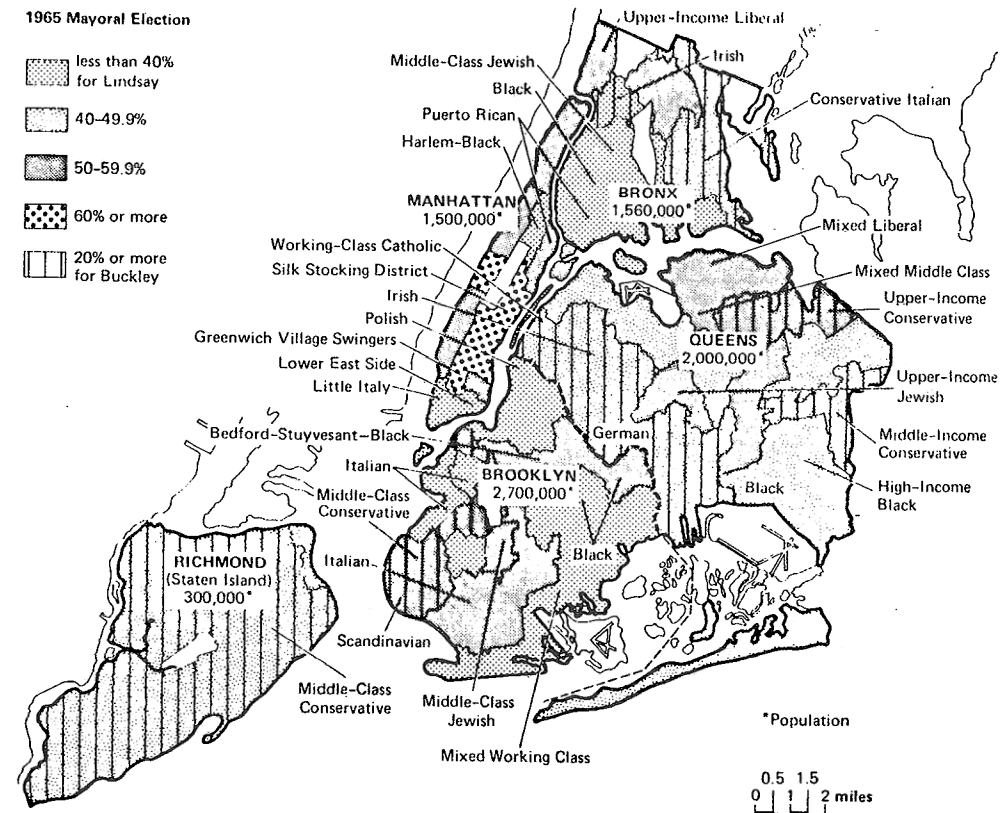 1965 Mayoral Election
less than 40%
for Lindsay
40-49.9%
50-59.9%
60% or more
20% or more
for Buckley
Upper-Income Liberal
Middle-Class Jewish
Irish
Black
Conservative Italian
Puerto Rican
Harlem-Black
MANHATTAN
1,500,000*
BRONX
1,560,000*
Mixed Liberal
Working-Class Catholic
Silk Stocking District
Mixed Middle Class
Irish
Upper-Income
Conservative
Polish
Greenwich Village Swingers
QUEENS
2,000,000*
Lower East Side
Little Italy
Upper-Income
Jewish
Bedford-Stuyvesant-Black
German
Middle-Income
Conservative
Italian
BROOKLYN
2,700,000*
Middle-Class
Conservative
Black
High-Income
Black
Italian
Black
RICHMOND
(Staten Island)
300,000*
Scandinavian
Middle-Class
Conservative
Middle-Class
Jewish
Mixed Working Class
*Population
0.5 1.5
0 1 2 miles